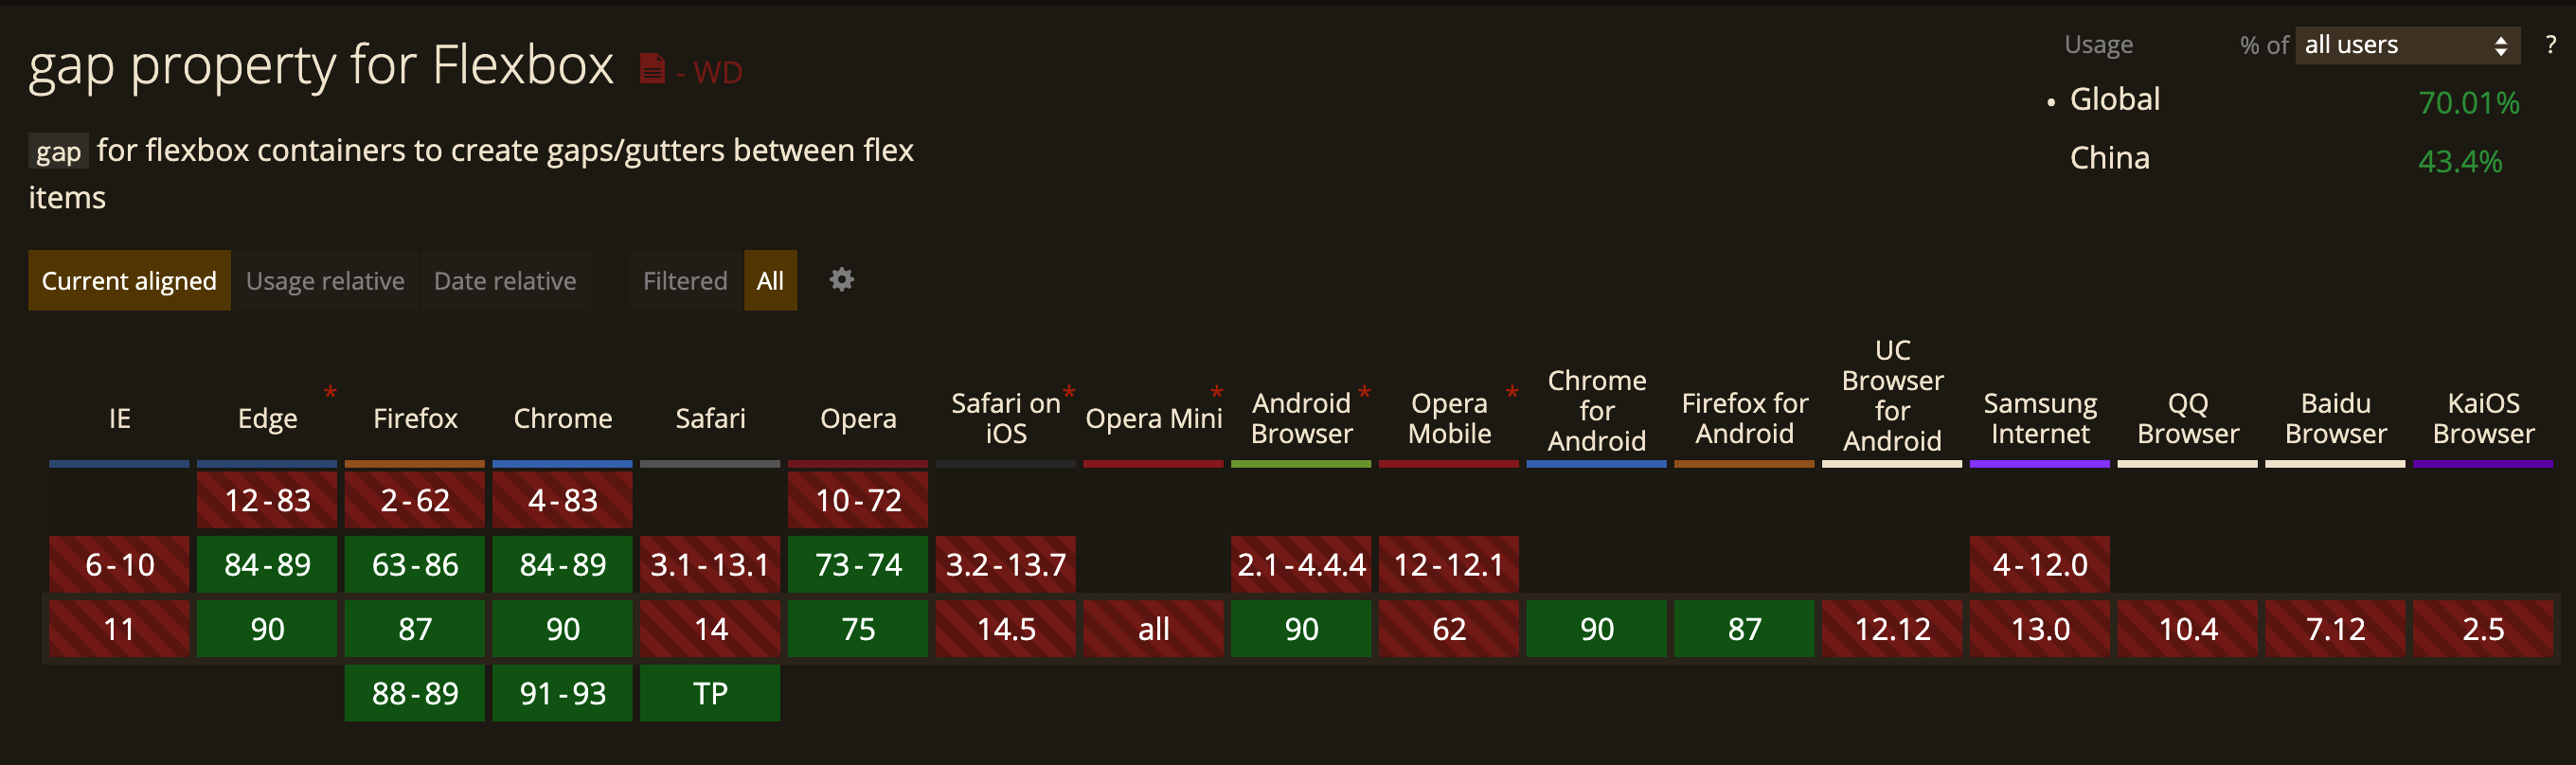 gap property for Flexbox - WD
Usage % of all users ?
• Global 70.01%
China 43.4%
gap for flexbox containers to create gaps/gutters between flex
items
Current aligned Usage relative Date relative Filtered All
IE
Edge *
Firefox
Chrome
Safari
Opera
Safari on *
iOS
Opera Mini *
Android *
Browser
Opera *
Mobile
Chrome
for
Android
Firefox for
Android
UC
Browser
for
Android
Samsung
Internet
QQ
Browser
Baidu
Browser
KaiOS
Browser
12-83 2-62 4-83 10-72
6-10 84-89 63-86 84-89 3.1-13.1 73-74 3.2-13.7 2.1-4.4.4 12-12.1 4-12.0
11 90 87 90 14 75 14.5 all 90 62 90 87 12.12 13.0 10.4 7.12 2.5
88-89 91-93 TP